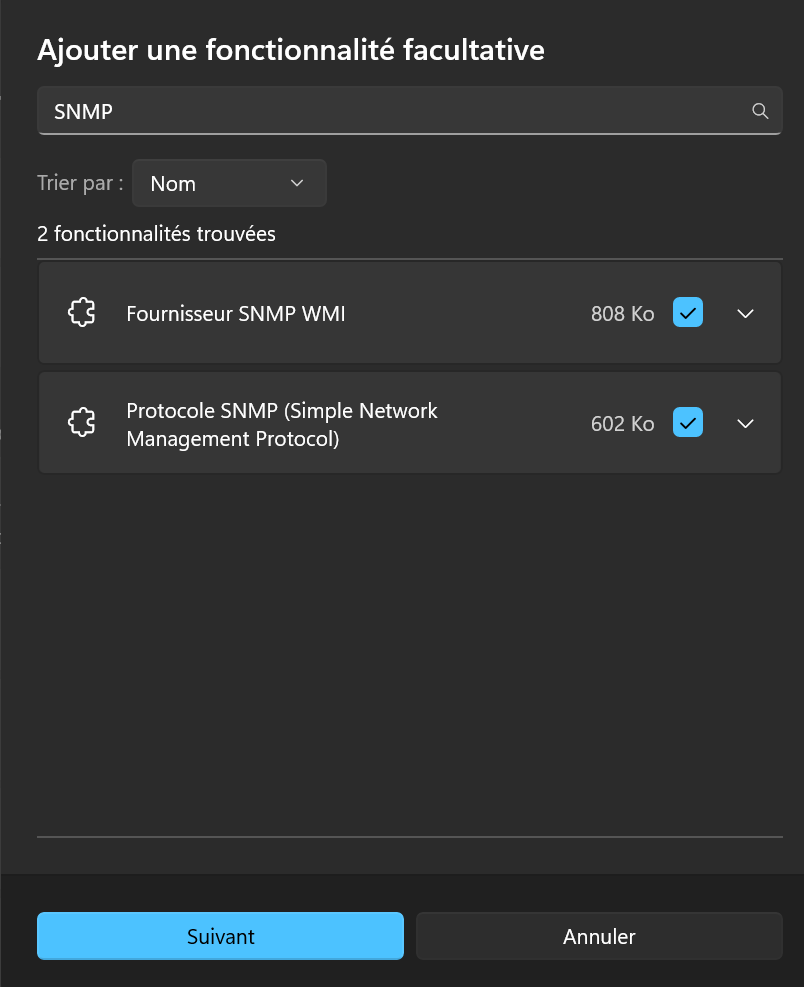 Ajouter une fonctionnalité facultative
SNMP
Trier par :
Nom
2 fonctionnalités trouvées
Fournisseur SNMP WMI
808 Ko
Protocole SNMP (Simple Network
Management Protocol)
602 Ko
Suivant
Annuler